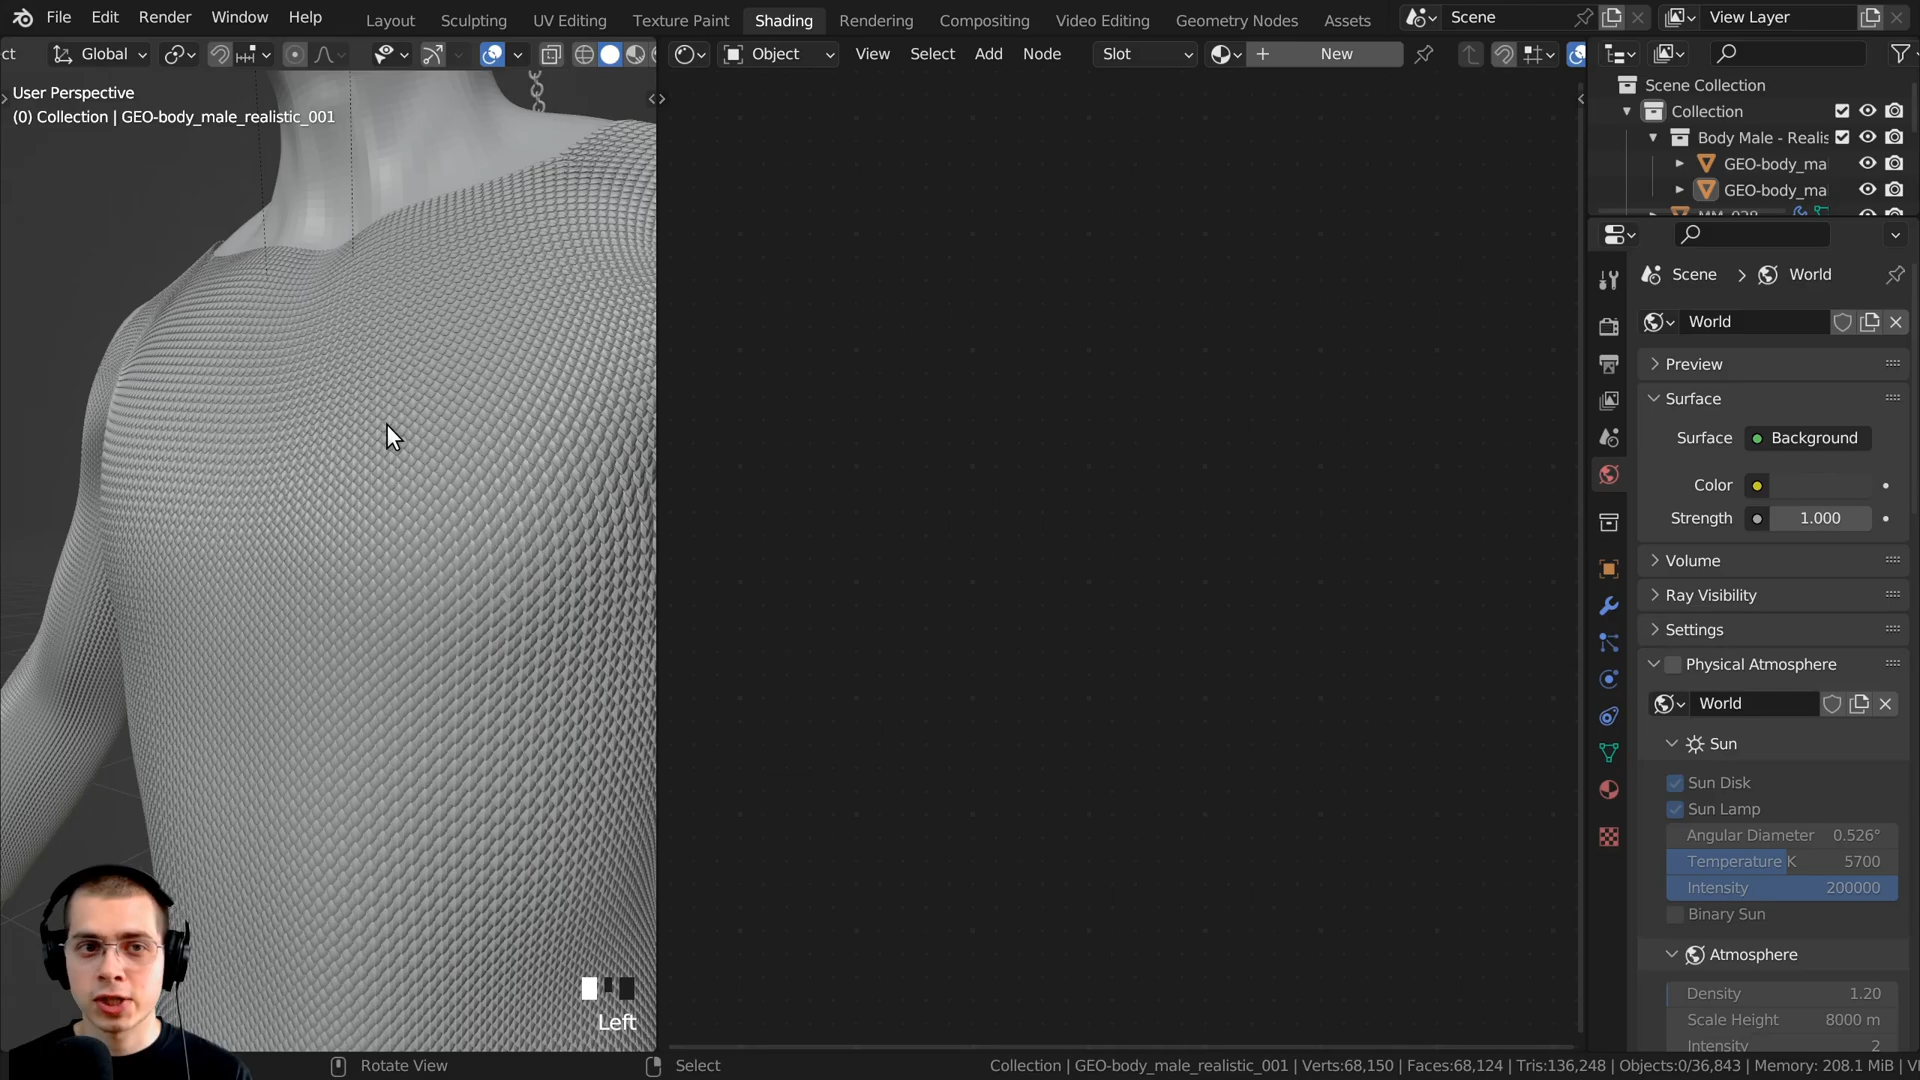 File Edit Render Window Help Layout Sculpting UV Editing Texture Paint Shading Rendering Compositing Video Editing Geometry Nodes Assets Scene View Layer
ct Global Object View Select Add Node Slot New
User Perspective
(0) Collection | GEO-body_male_realistic_001
Scene Collection
Collection
Body Male - Realis
GEO-body_ma
GEO-body_ma
Scene World
World
Preview
Surface
Surface Background
Color
Strength 1.000
Volume
Ray Visibility
Settings
Physical Atmosphere
World
Sun
Sun Disk
Sun Lamp
Angular Diameter 0.526°
Temperature K 5700
Intensity 200000
Binary Sun
Atmosphere
Density 1.20
Scale Height 8000 m
Intensity 2
Left
Rotate View Select Collection | GEO-body_male_realistic_001 | Verts:68,150 | Faces:68,124 | Tris:136,248 | Objects:0/36,843 | Memory: 208.1 MiB | V